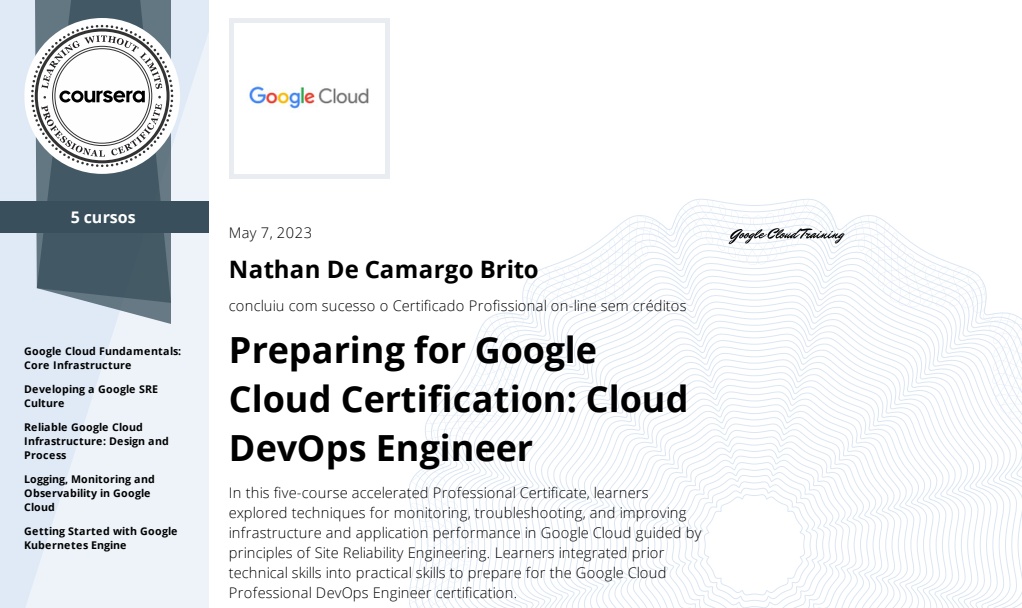 LEARNING WITHOUT LIMITS
coursera
PROFESSIONAL CERTIFICATE
5 cursos
Google Cloud Fundamentals:
Core Infrastructure
Developing a Google SRE
Culture
Reliable Google Cloud
Infrastructure: Design and
Process
Logging, Monitoring and
Observability in Google
Cloud
Getting Started with Google
Kubernetes Engine
Google Cloud
May 7, 2023
Nathan De Camargo Brito
concluiu com sucesso o Certificado Profissional on-line sem créditos
Preparing for Google
Cloud Certification: Cloud
DevOps Engineer
In this five-course accelerated Professional Certificate, learners
explored techniques for monitoring, troubleshooting, and improving
infrastructure and application performance in Google Cloud guided by
principles of Site Reliability Engineering. Learners integrated prior
technical skills into practical skills to prepare for the Google Cloud
Professional DevOps Engineer certification.
Google Cloud Training